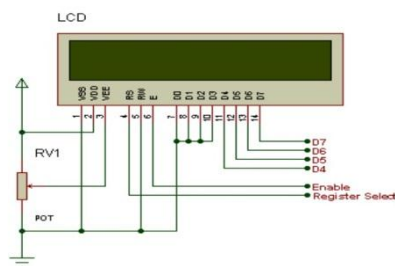 LCD
VSS VDD VEE RS RW E D0 D1 D2 D3 D4 D5 D6 D7
1 2 3 4 5 6 7 8 9 10 11 12 13 14
RV1
D7
D6
D5
D4
Enable
Register Select
POT